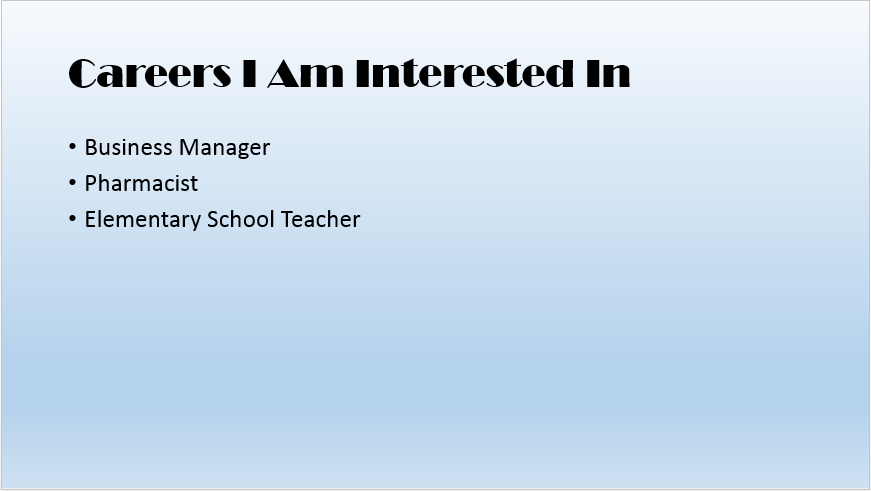 Careers I Am Interested In
• Business Manager
• Pharmacist
• Elementary School Teacher